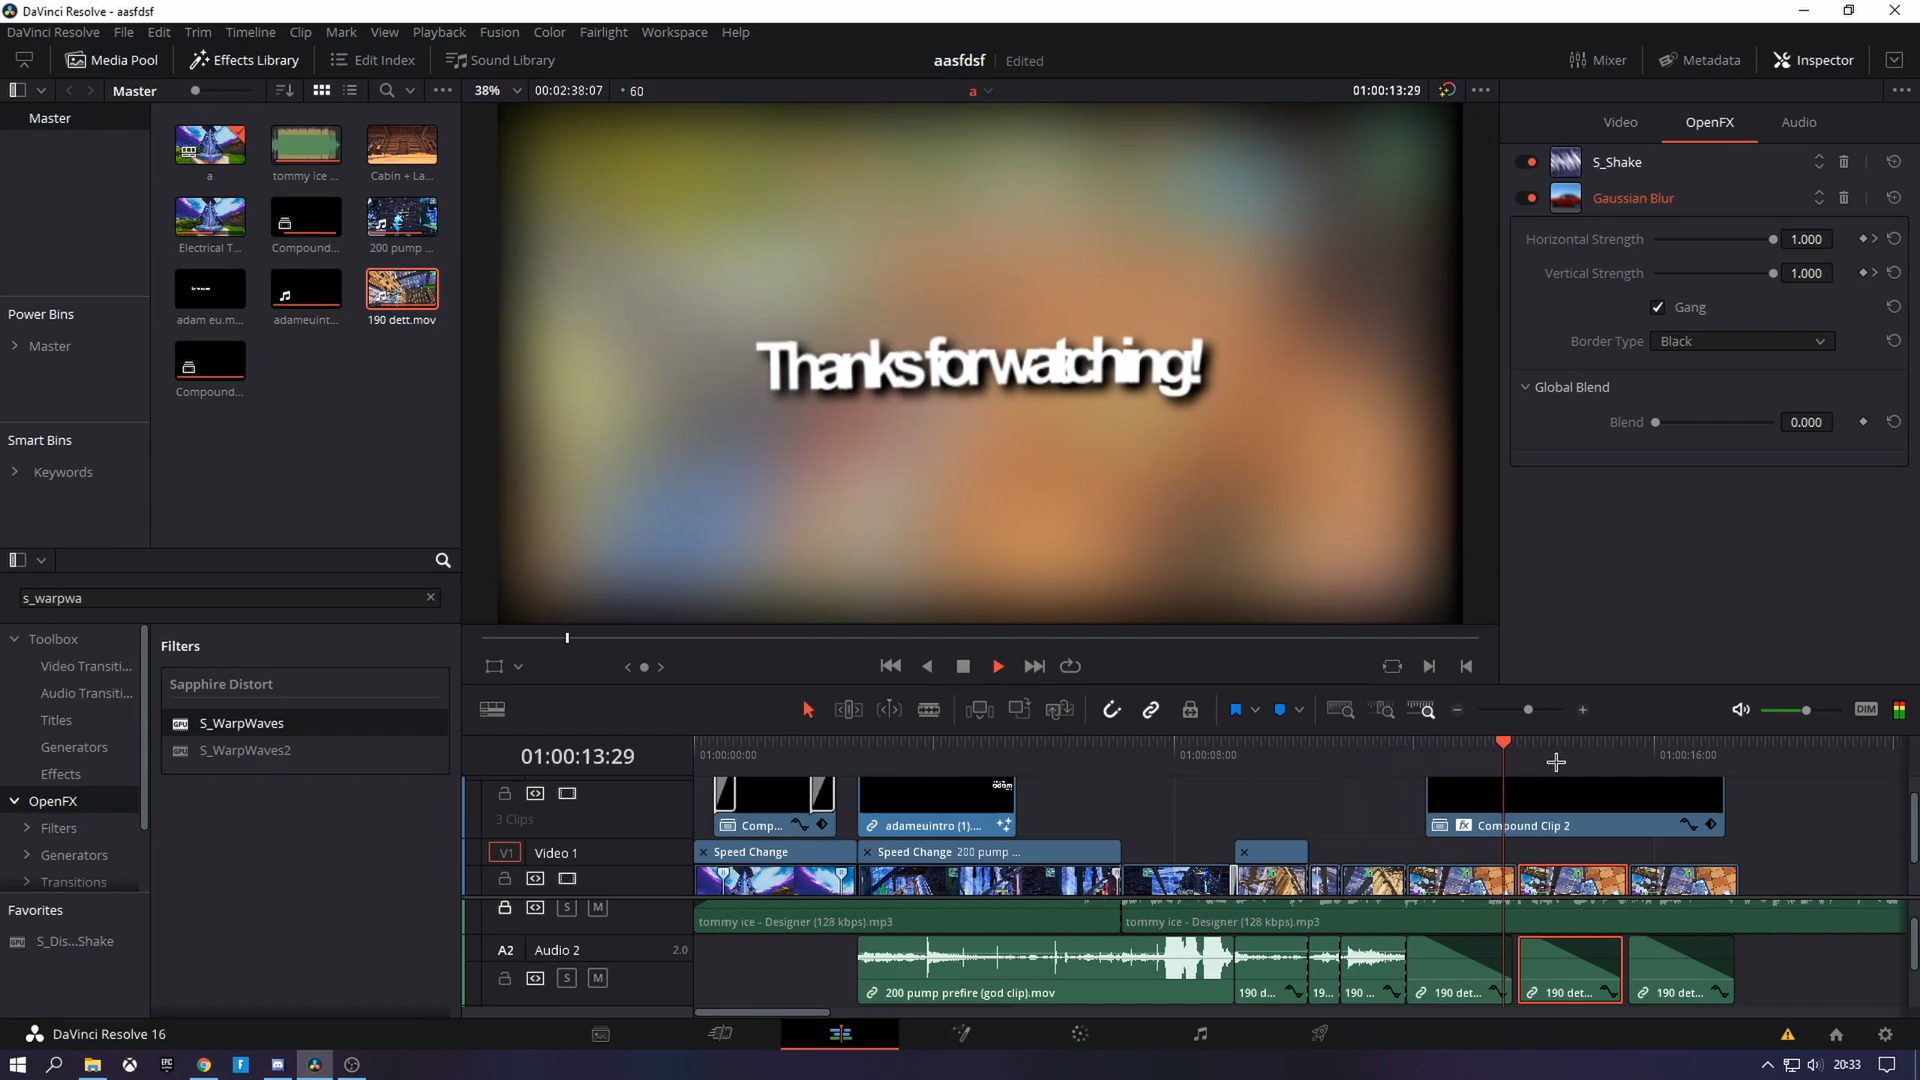 DaVinci Resolve - aasfdsf
DaVinci Resolve File Edit Trim Timeline Clip Mark View Playback Fusion Color Fairlight Workspace Help
Media Pool Effects Library Edit Index Sound Library aasfdsf Edited Mixer Metadata Inspector
Master 38% 00:02:38:07 60 a 01:00:13:29
Master
Video OpenFX Audio
S_Shake
a tommy ice ... Cabin + La...
Gaussian Blur
Horizontal Strength 1.000
Electrical T... Compound... 200 pump ...
Vertical Strength 1.000
Gang
adam eu.m... adameuint... 190 dett.mov
Power Bins
Master
Border Type Black
Thanks for watching!
Compound...
Global Blend
Blend 0.000
Smart Bins
Keywords
s_warpwa
Toolbox
Video Transiti...
Audio Transiti...
Titles
Generators
Effects
OpenFX
Filters
Generators
Transitions
Favorites
S_Dis...Shake
Filters
Sapphire Distort
S_WarpWaves
S_WarpWaves2
DIM
01:00:13:29 01:00:00:00 01:00:08:00 01:00:16:00
3 Clips
adam
Comp... adameuintro (1).... fx Compound Clip 2
V1 Video 1 Speed Change Speed Change 200 pump ...
S M
tommy ice - Designer (128 kbps).mp3 tommy ice - Designer (128 kbps).mp3
A2 Audio 2 2.0
S M
200 pump prefire (god clip).mov 190 d... 19... 190 ... 190 det... 190 det... 190 det...
DaVinci Resolve 16
20:33